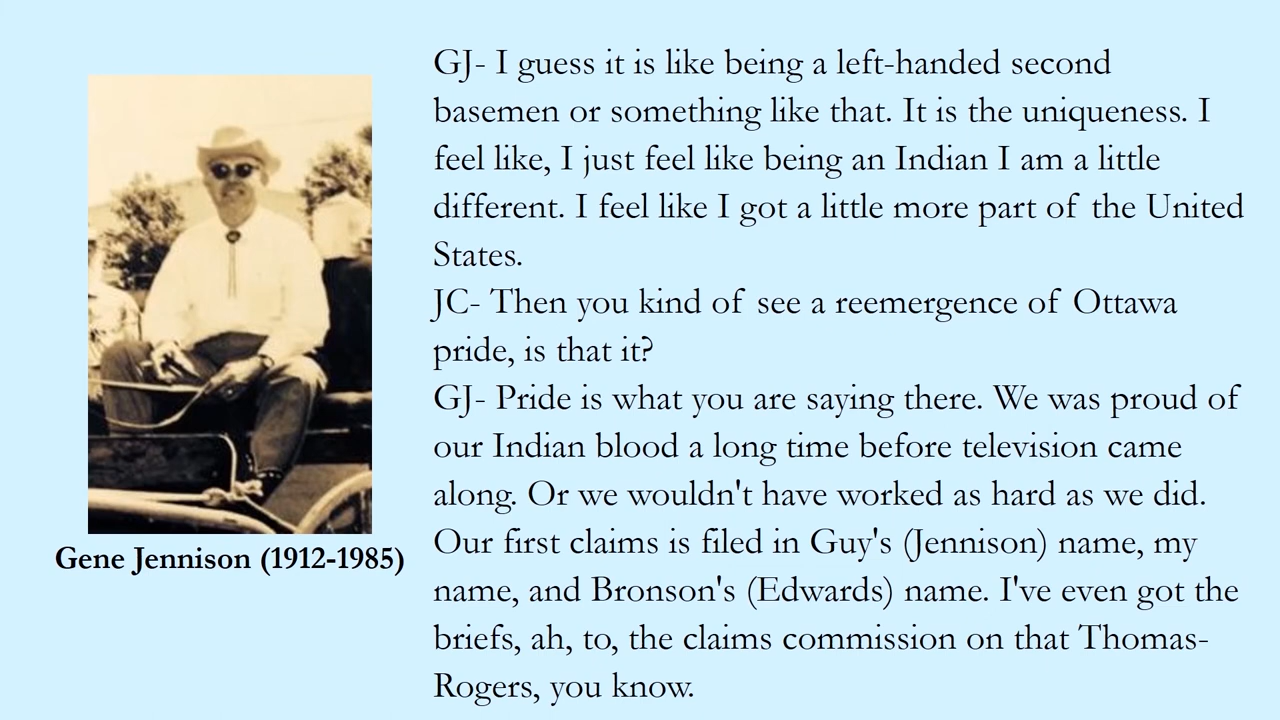 GJ- I guess it is like being a left-handed second
basemen or something like that. It is the uniqueness. I
feel like, I just feel like being an Indian I am a little
different. I feel like I got a little more part of the United
States.
JC- Then you kind of see a reemergence of Ottawa
pride, is that it?
GJ- Pride is what you are saying there. We was proud of
our Indian blood a long time before television came
along. Or we wouldn't have worked as hard as we did.
Our first claims is filed in Guy's (Jennison) name, my
name, and Bronson's (Edwards) name. I've even got the
briefs, ah, to, the claims commission on that Thomas-
Rogers, you know.
Gene Jennison (1912-1985)